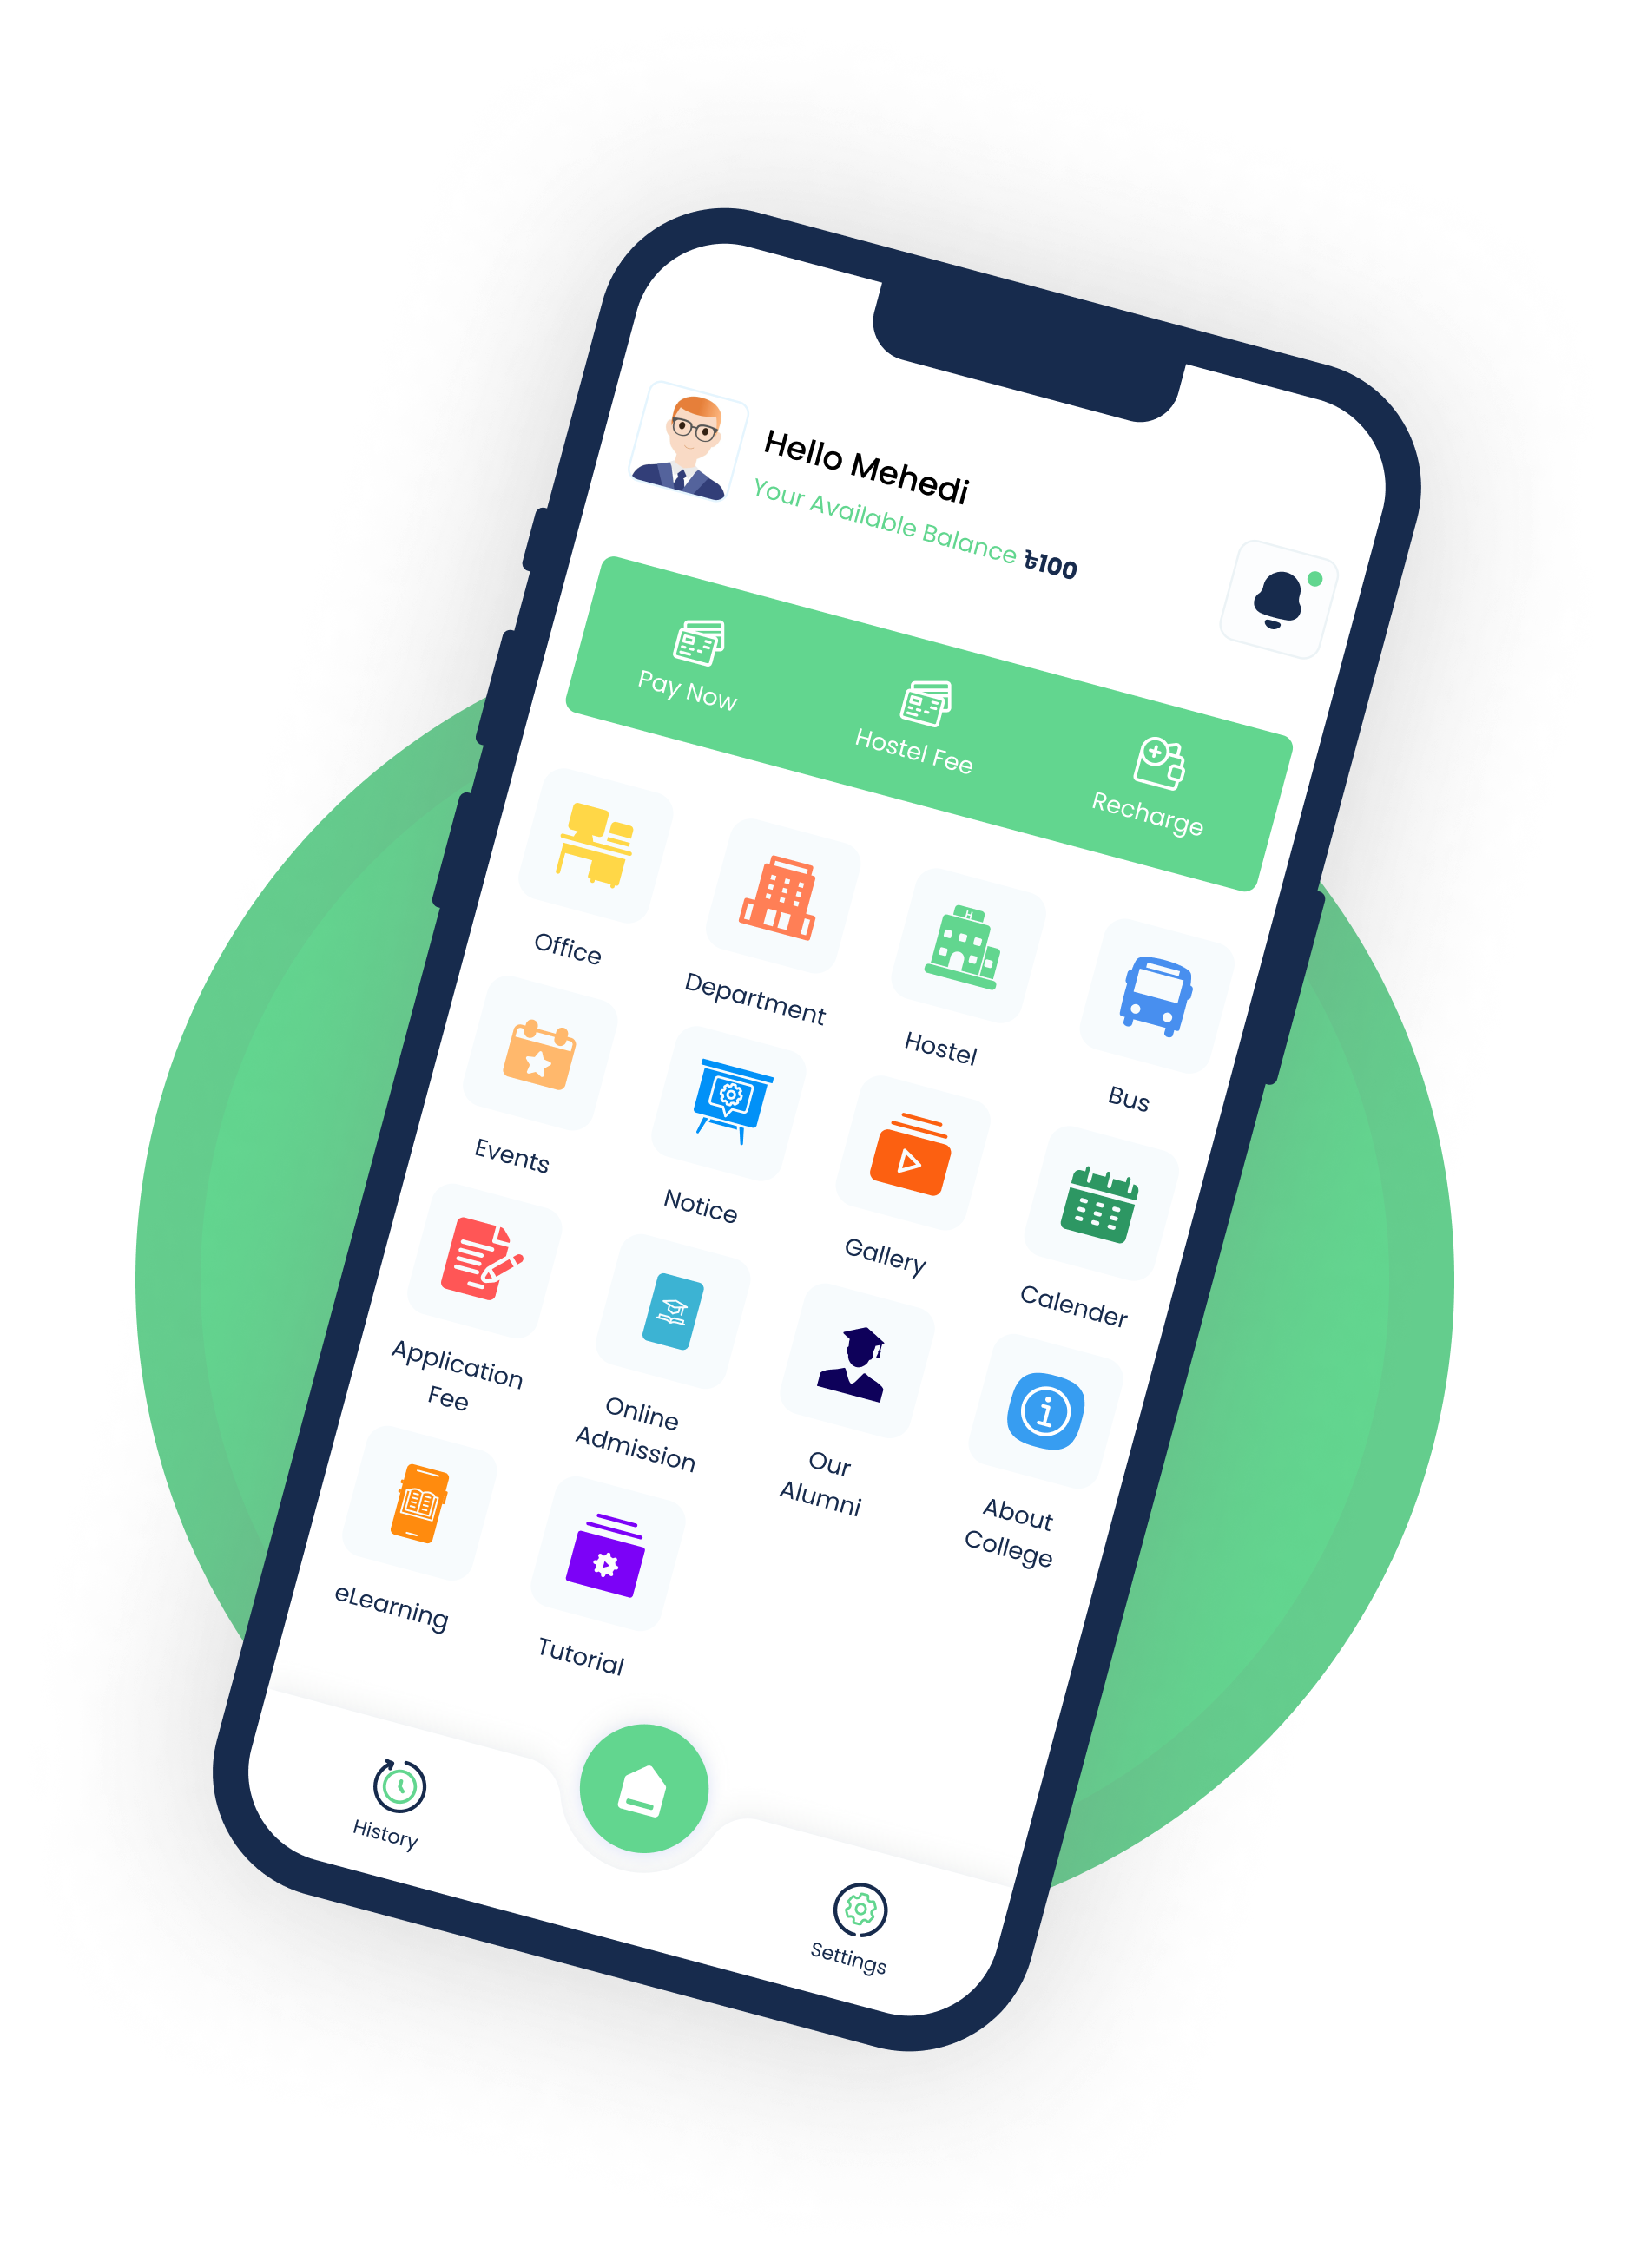 Hello Mehedi
Your Available Balance ৳100
Pay Now
Hostel Fee
Recharge
Office
Department
Hostel
Bus
Events
Notice
Gallery
Calender
Application
Fee
Online
Admission
Our
Alumni
About
College
eLearning
Tutorial
History
Settings